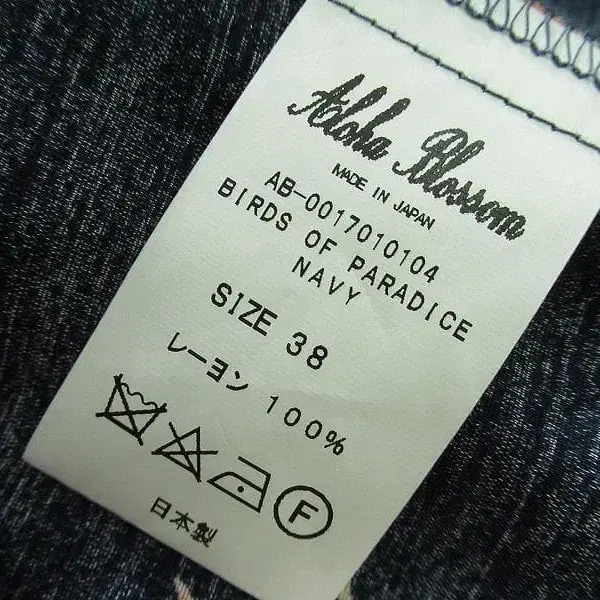 Aloha Blossom
MADE IN JAPAN
AB-0017010104
BIRDS OF PARADICE
NAVY
SIZE 38
レーヨン 100%
F
日本製